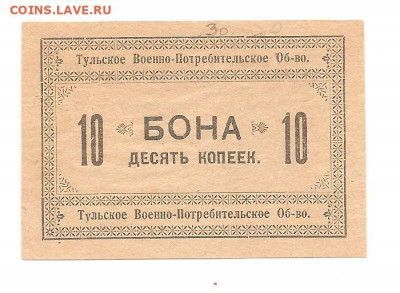 COINS.LAVE.RU
30
Тульское Военно-Потребительское Об-во.
10 БОНА 10
ДЕСЯТЬ КОПЕЕК.
Тульское Военно-Потребительское Об-во.